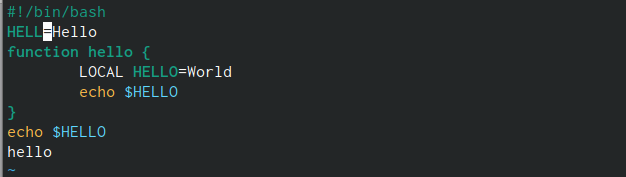 #!/bin/bash
HELL=Hello
function hello {
        LOCAL HELLO=World
        echo $HELLO
}
echo $HELLO
hello
~